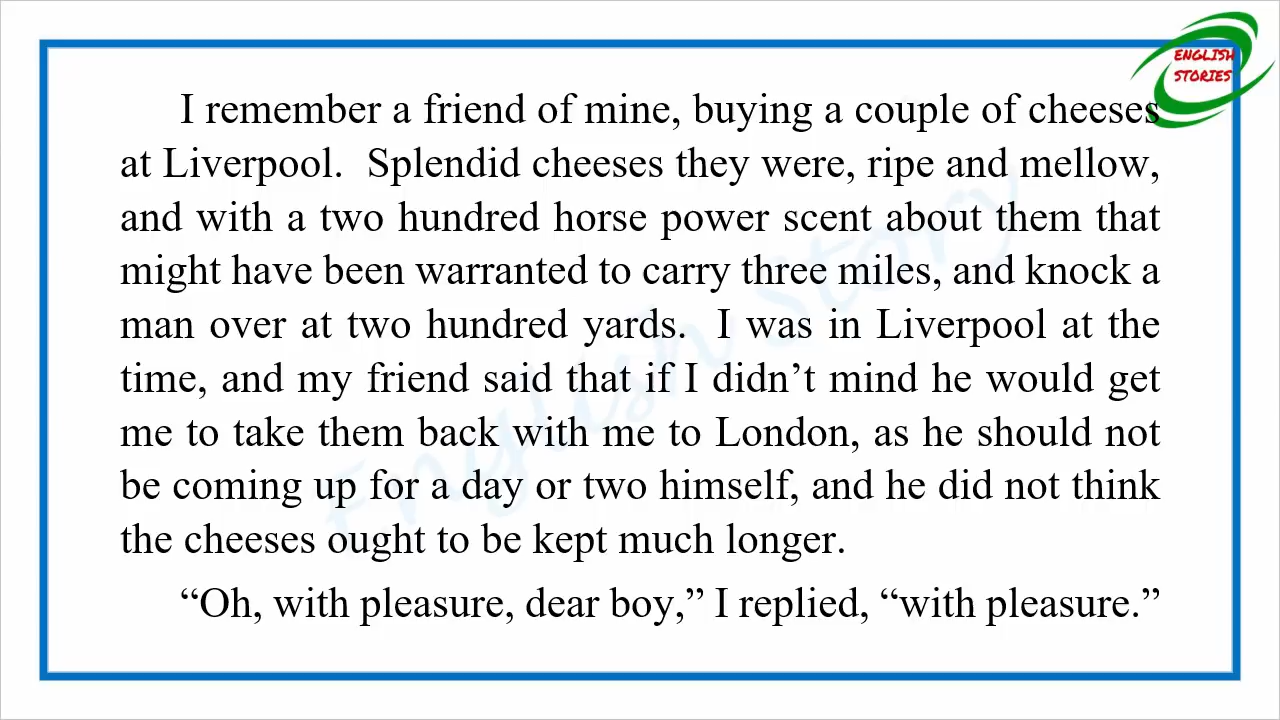 ENGLISH
STORIES
I remember a friend of mine, buying a couple of cheeses
at Liverpool.  Splendid cheeses they were, ripe and mellow,
and with a two hundred horse power scent about them that
might have been warranted to carry three miles, and knock a
man over at two hundred yards.  I was in Liverpool at the
time, and my friend said that if I didn’t mind he would get
me to take them back with me to London, as he should not
be coming up for a day or two himself, and he did not think
the cheeses ought to be kept much longer.
“Oh, with pleasure, dear boy,” I replied, “with pleasure.”
English Story